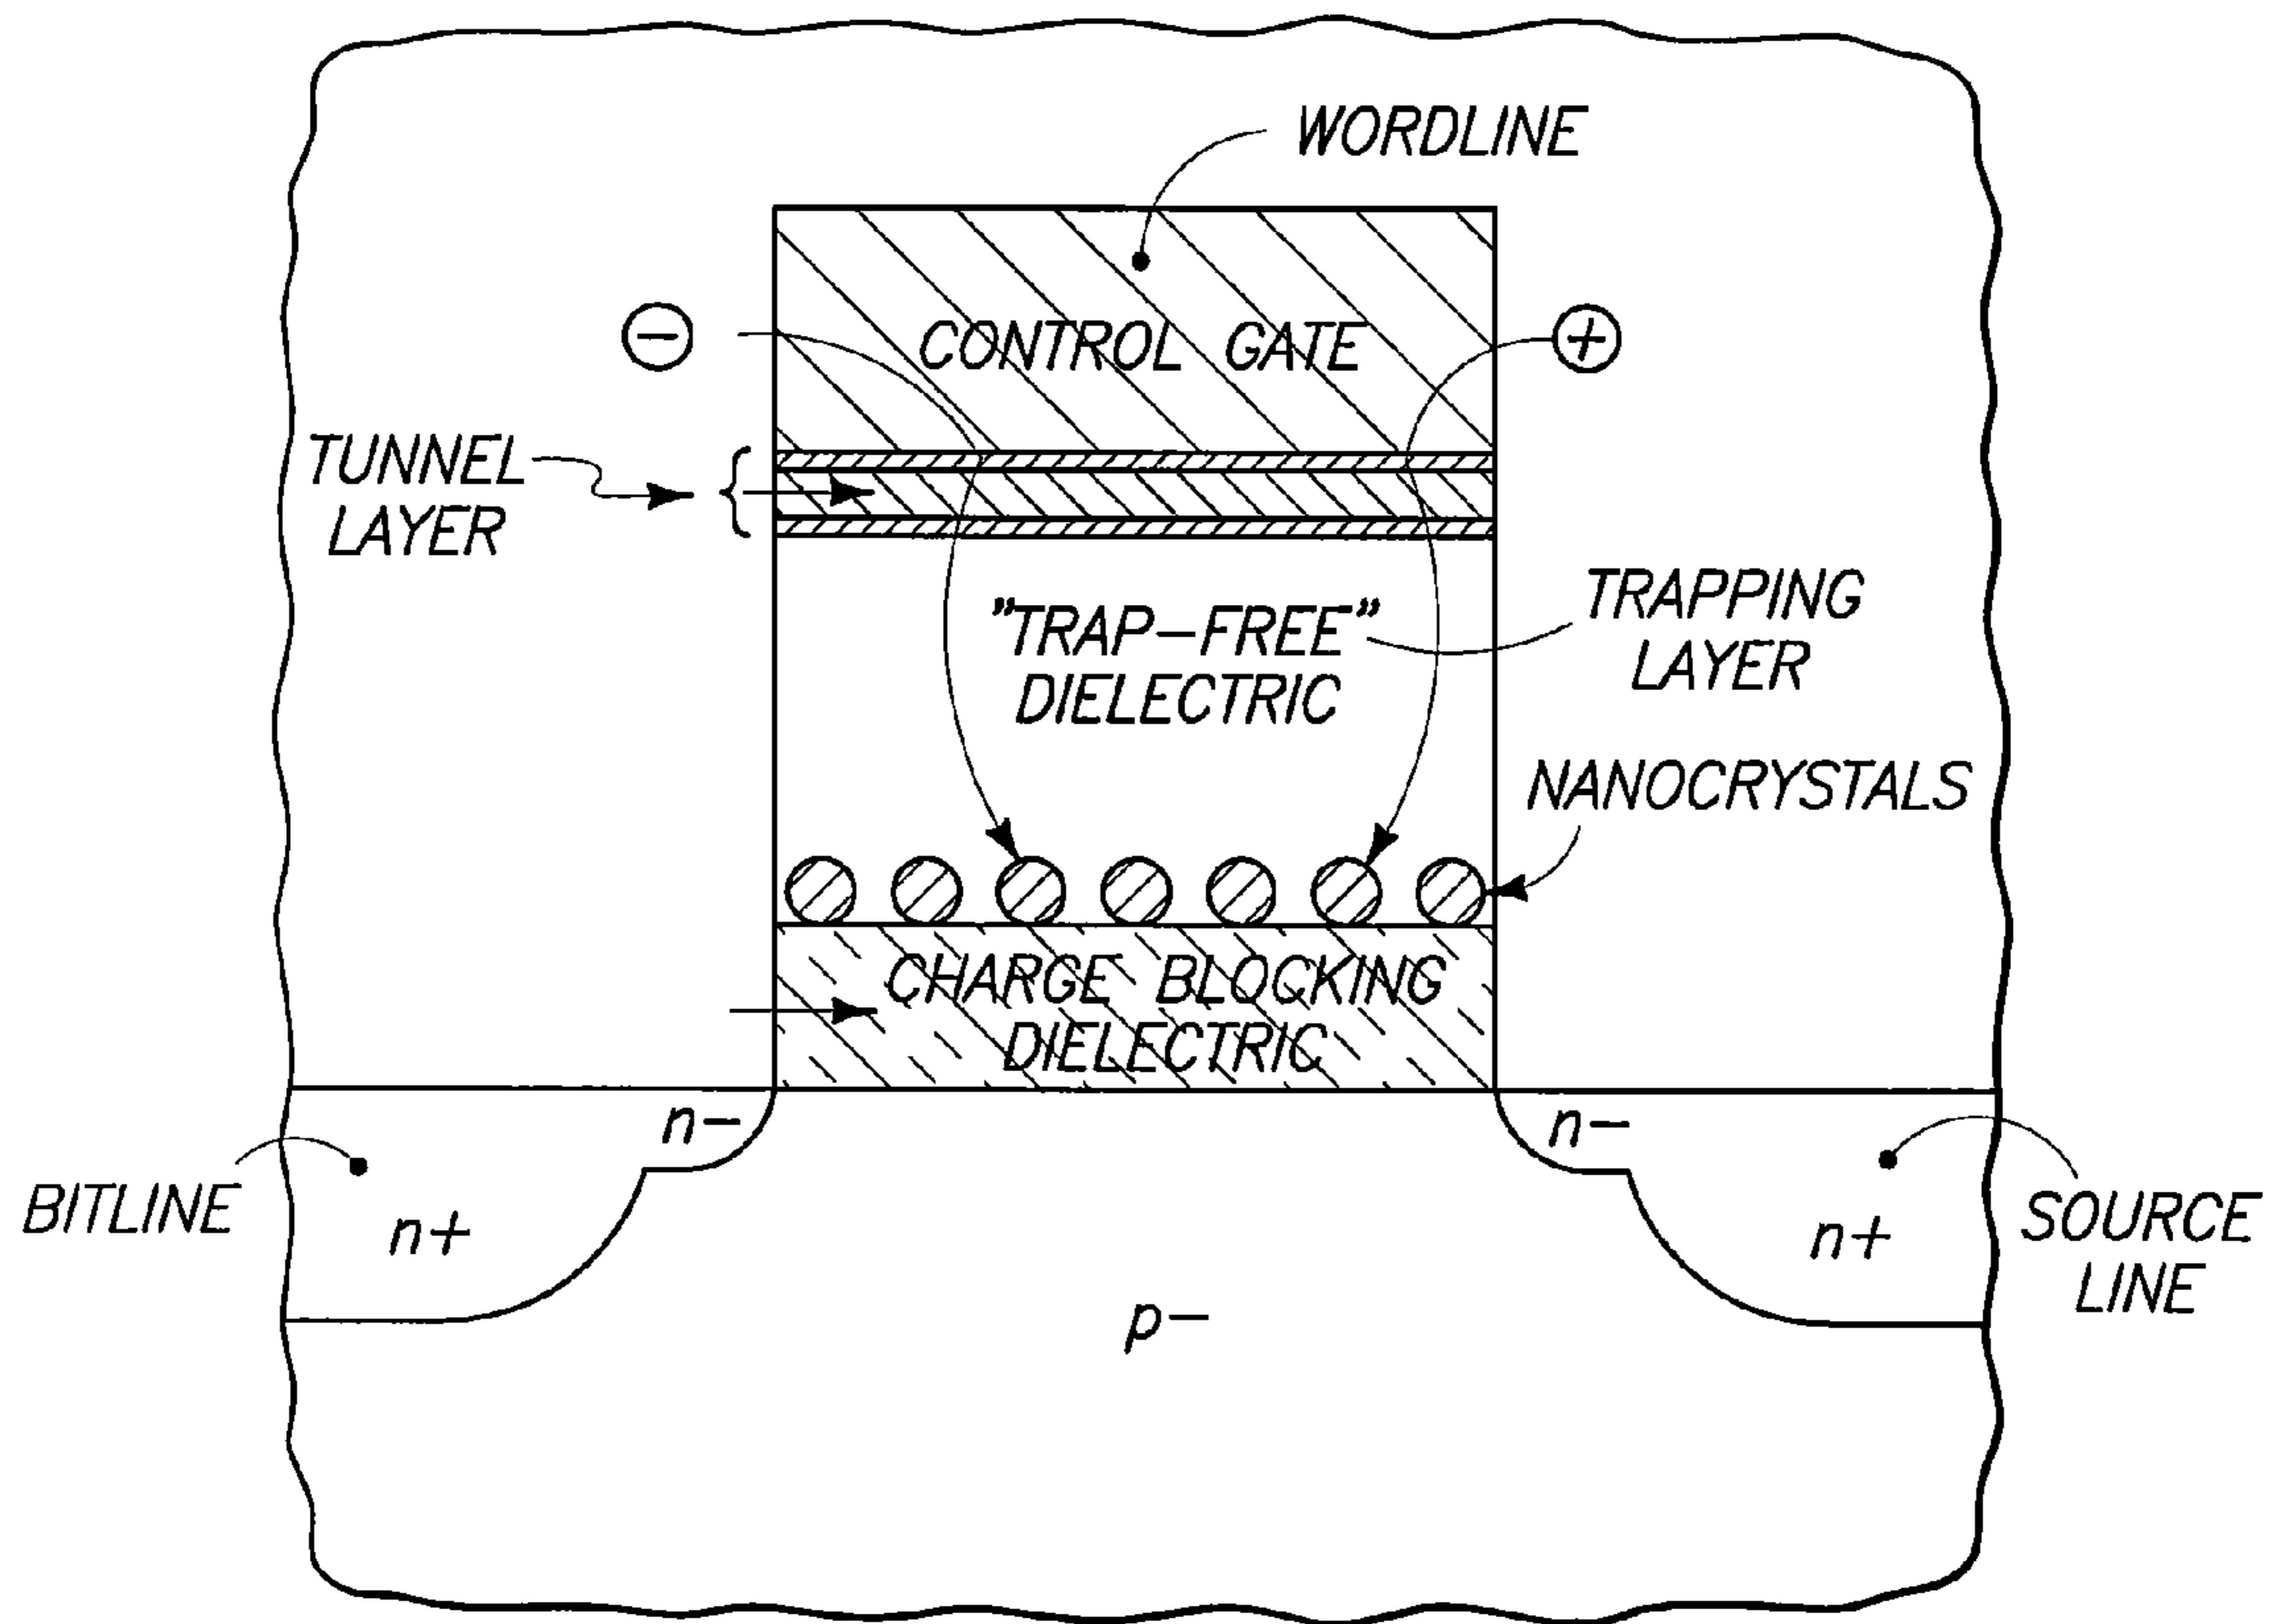 WORDLINE
−
CONTROL GATE
+
TUNNEL
LAYER
"TRAP–FREE"
DIELECTRIC
TRAPPING
LAYER
NANOCRYSTALS
CHARGE BLOCKING
DIELECTRIC
n−
n−
BITLINE
n+
n+
SOURCE
LINE
p−